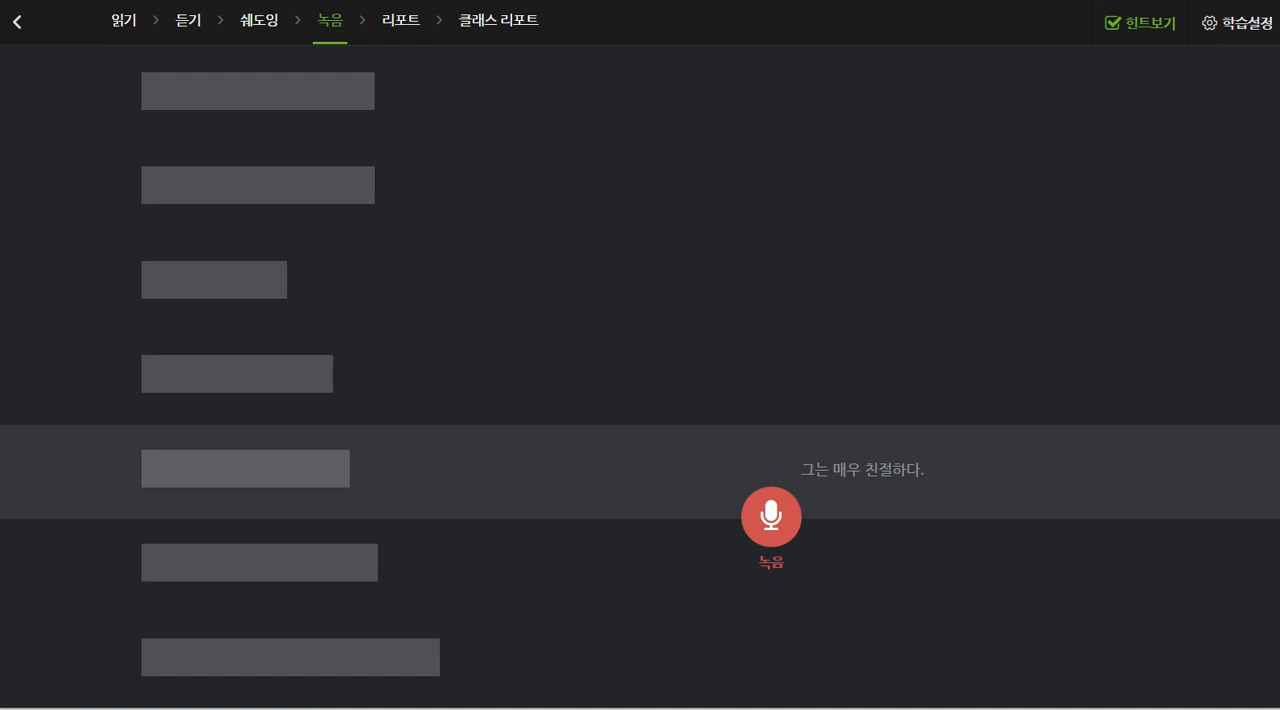 읽기 > 듣기 > 쉐도잉 > 녹음 > 리포트 > 클래스 리포트
힌트보기
학습설정
그는 매우 친절하다.
녹음